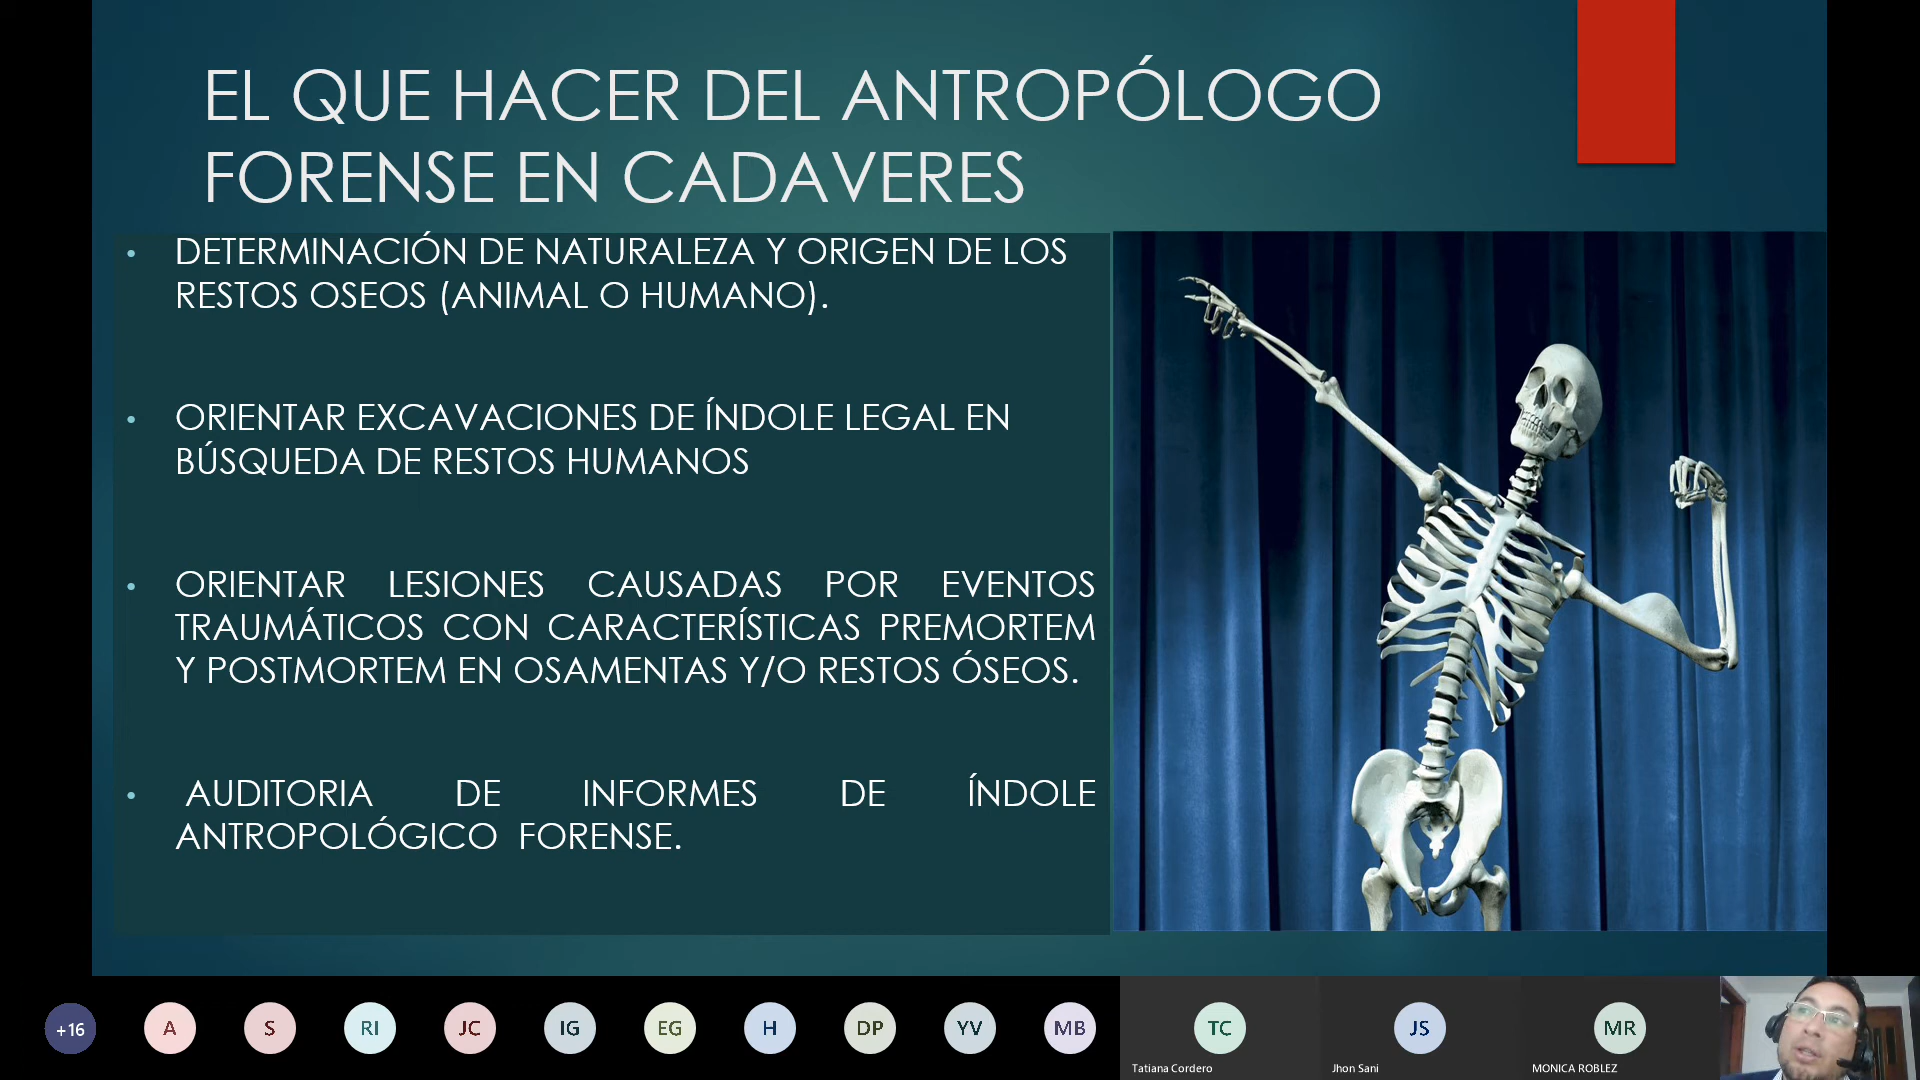 EL QUE HACER DEL ANTROPÓLOGO
FORENSE EN CADAVERES
• DETERMINACIÓN DE NATURALEZA Y ORIGEN DE LOS
RESTOS OSEOS (ANIMAL O HUMANO).
• ORIENTAR EXCAVACIONES DE ÍNDOLE LEGAL EN
BÚSQUEDA DE RESTOS HUMANOS
• ORIENTAR LESIONES CAUSADAS POR EVENTOS
TRAUMÁTICOS CON CARACTERÍSTICAS PREMORTEM
Y POSTMORTEM EN OSAMENTAS Y/O RESTOS ÓSEOS.
• AUDITORIA DE INFORMES DE ÍNDOLE
ANTROPOLÓGICO FORENSE.
+16 A S RI JC IG EG H DP YV MB TC JS MR
Tatiana Cordero Jhon Sani MONICA ROBLEZ